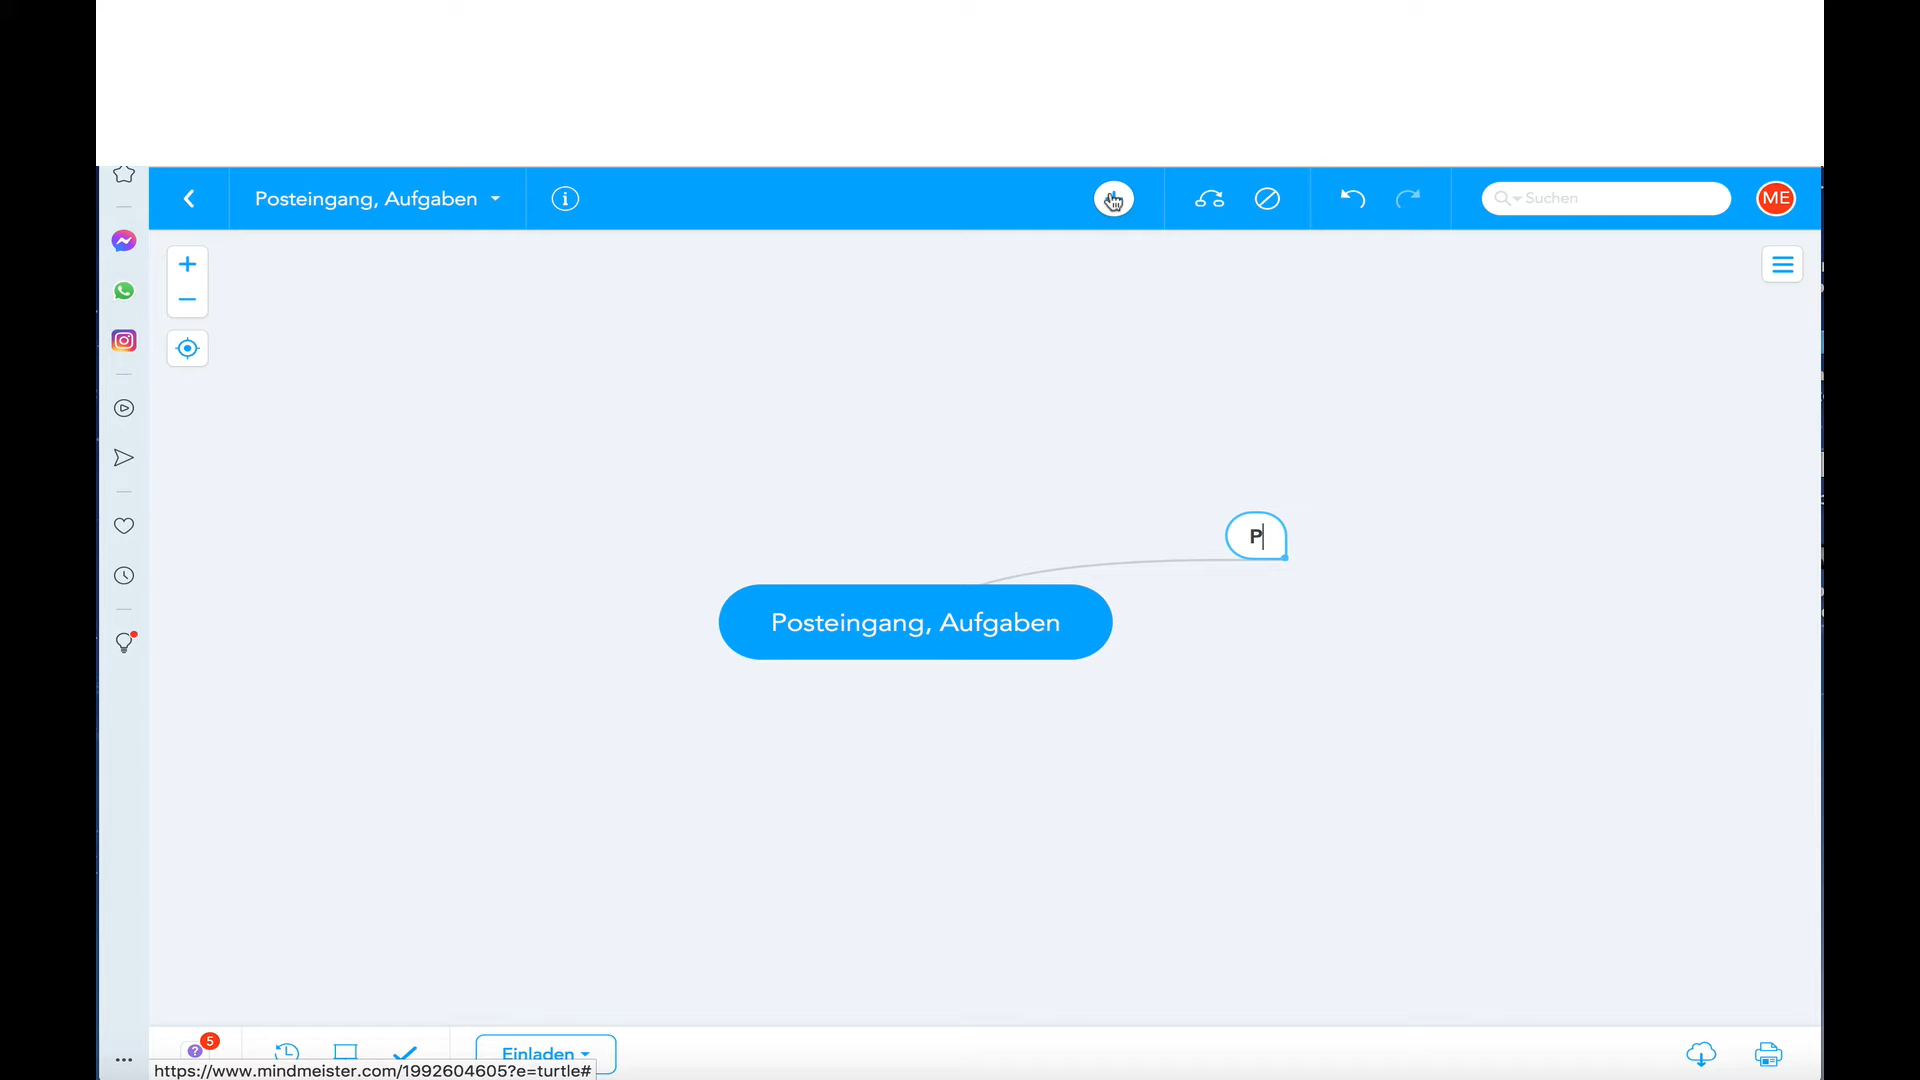 Posteingang, Aufgaben
Suchen
ME
P
Posteingang, Aufgaben
5
Einladen
https://www.mindmeister.com/1992604605?e=turtle#